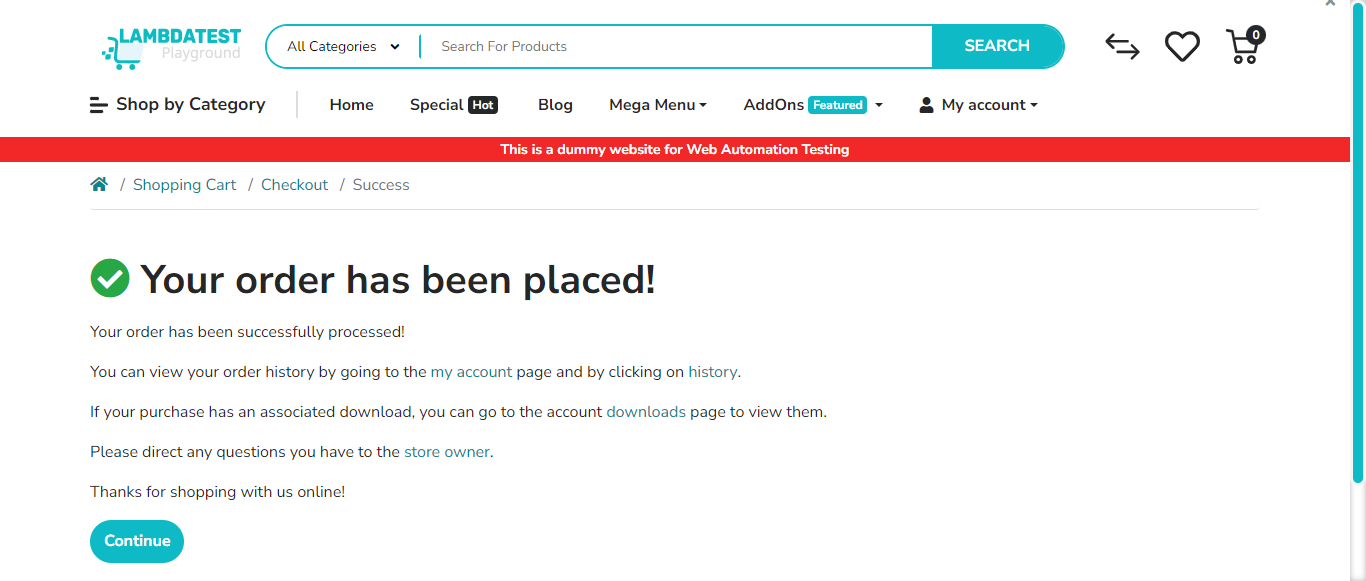 LAMBDATEST
Playground
All Categories
Search For Products
SEARCH
0
Shop by Category
Home
Special Hot
Blog
Mega Menu
AddOns Featured
My account
This is a dummy website for Web Automation Testing
/ Shopping Cart / Checkout / Success
Your order has been placed!
Your order has been successfully processed!
You can view your order history by going to the my account page and by clicking on history.
If your purchase has an associated download, you can go to the account downloads page to view them.
Please direct any questions you have to the store owner.
Thanks for shopping with us online!
Continue